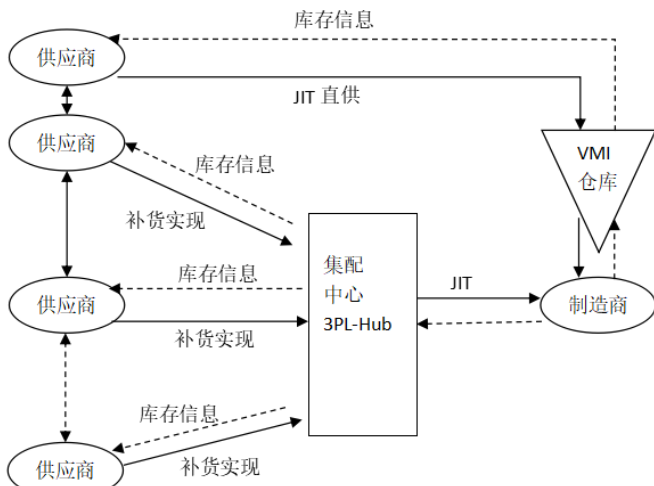 库存信息
供应商
JIT 直供
供应商
库存信息
VMI
仓库
补货实现
库存信息
集配
中心
3PL-Hub
JIT
供应商
制造商
补货实现
库存信息
供应商
补货实现